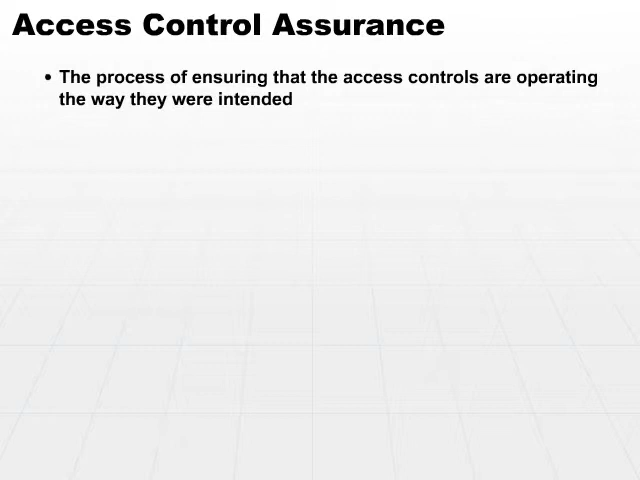 Access Control Assurance
• The process of ensuring that the access controls are operating
the way they were intended